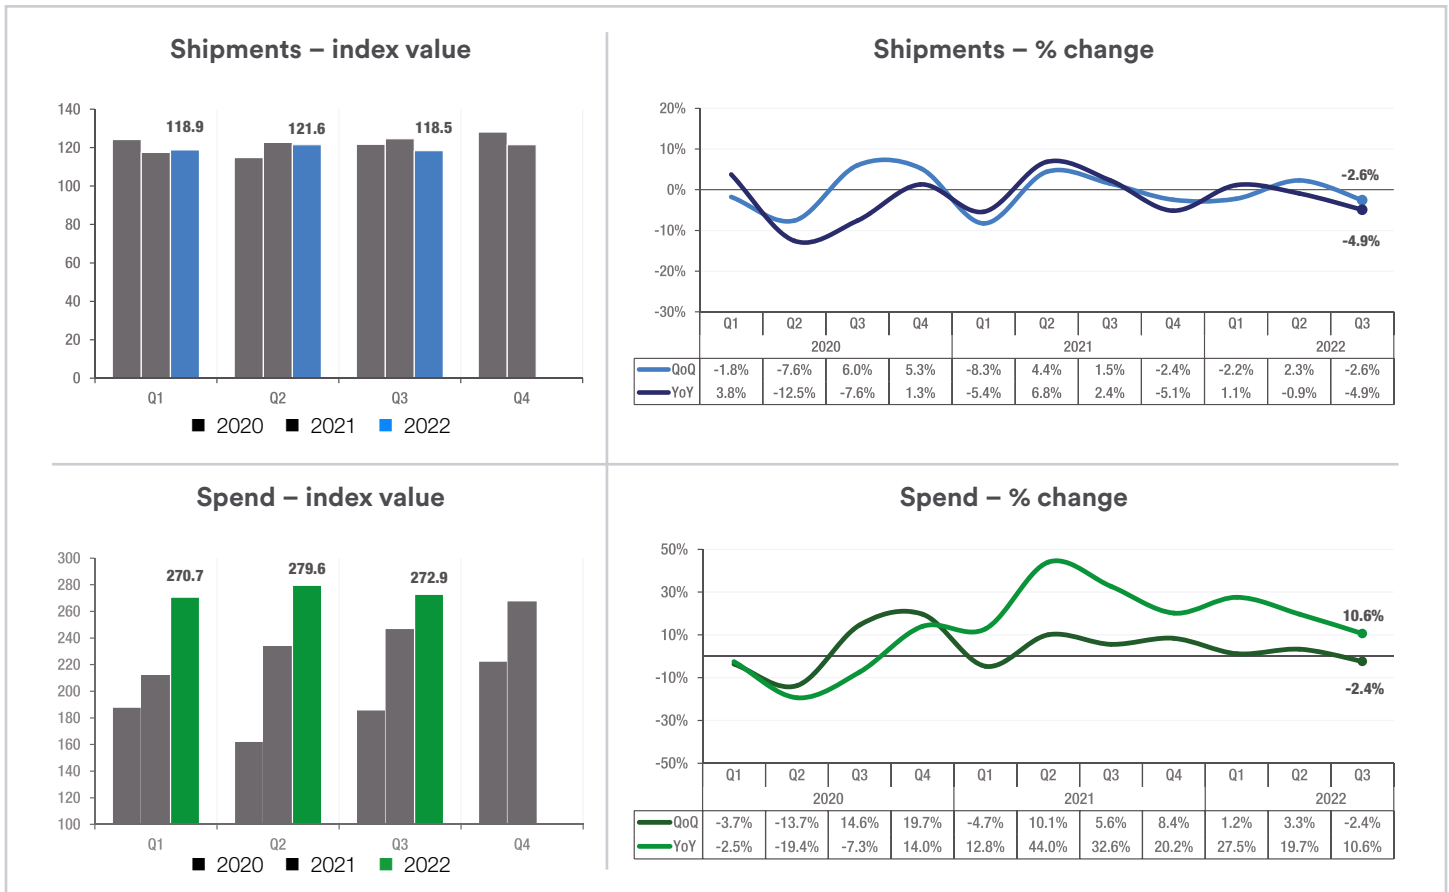 Shipments – index value
140
120
100
80
60
40
20
0
118.9
121.6
118.5
Q1 Q2 Q3 Q4
2020 2021 2022
Shipments – % change
20%
10%
0%
-10%
-20%
-30%
-2.6%
-4.9%
Q1 Q2 Q3 Q4 Q1 Q2 Q3 Q4 Q1 Q2 Q3
2020 2021 2022
QoQ -1.8% -7.6% 6.0% 5.3% -8.3% 4.4% 1.5% -2.4% -2.2% 2.3% -2.6%
YoY 3.8% -12.5% -7.6% 1.3% -5.4% 6.8% 2.4% -5.1% 1.1% -0.9% -4.9%
Spend – index value
300
280
260
240
220
200
180
160
140
120
100
270.7
279.6
272.9
Q1 Q2 Q3 Q4
2020 2021 2022
Spend – % change
50%
30%
10%
-10%
-30%
-50%
10.6%
-2.4%
Q1 Q2 Q3 Q4 Q1 Q2 Q3 Q4 Q1 Q2 Q3
2020 2021 2022
QoQ -3.7% -13.7% 14.6% 19.7% -4.7% 10.1% 5.6% 8.4% 1.2% 3.3% -2.4%
YoY -2.5% -19.4% -7.3% 14.0% 12.8% 44.0% 32.6% 20.2% 27.5% 19.7% 10.6%